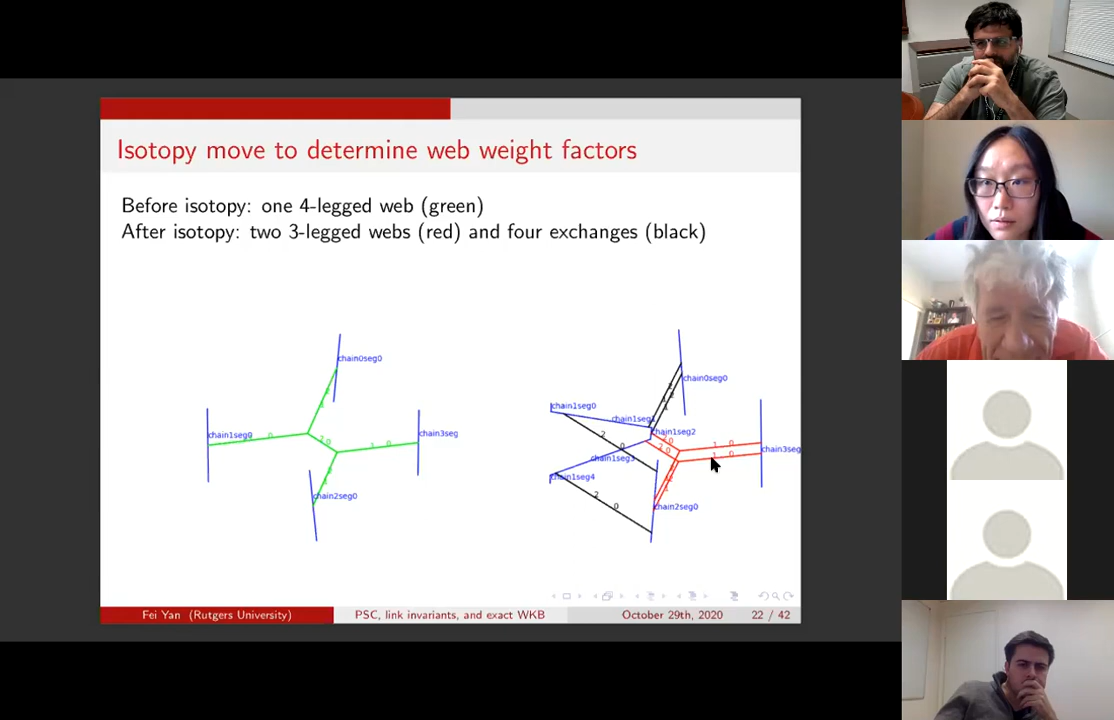 Isotopy move to determine web weight factors
Before isotopy: one 4-legged web (green)
After isotopy: two 3-legged webs (red) and four exchanges (black)
chain0seg0
chain1seg0
chain3seg0
chain2seg0
chain0seg0
chain1seg0
chain1seg2
chain3seg
chain1seg3
chain1seg4
chain2seg0
Fei Yan (Rutgers University)
PSC, link invariants, and exact WKB
October 29th, 2020
22 / 42